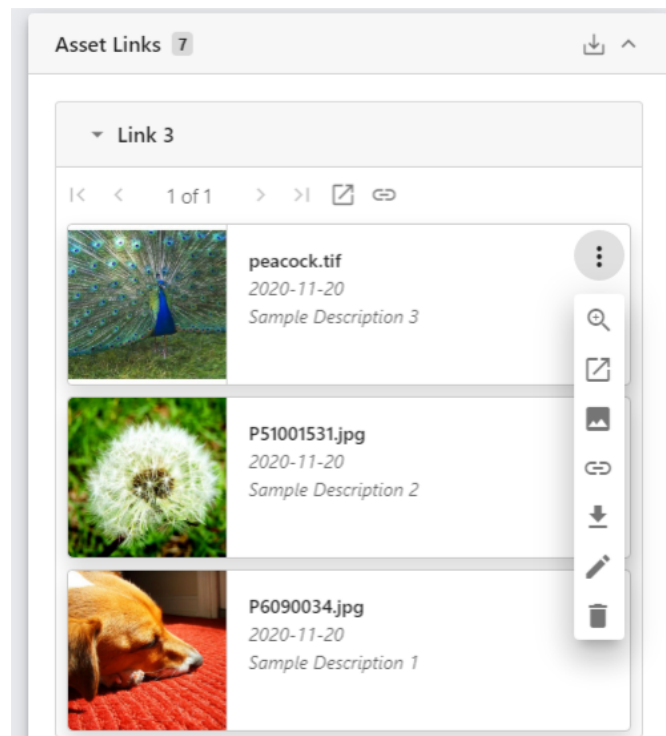 Asset Links 7
Link 3
1 of 1
peacock.tif
2020-11-20
Sample Description 3
P51001531.jpg
2020-11-20
Sample Description 2
P6090034.jpg
2020-11-20
Sample Description 1